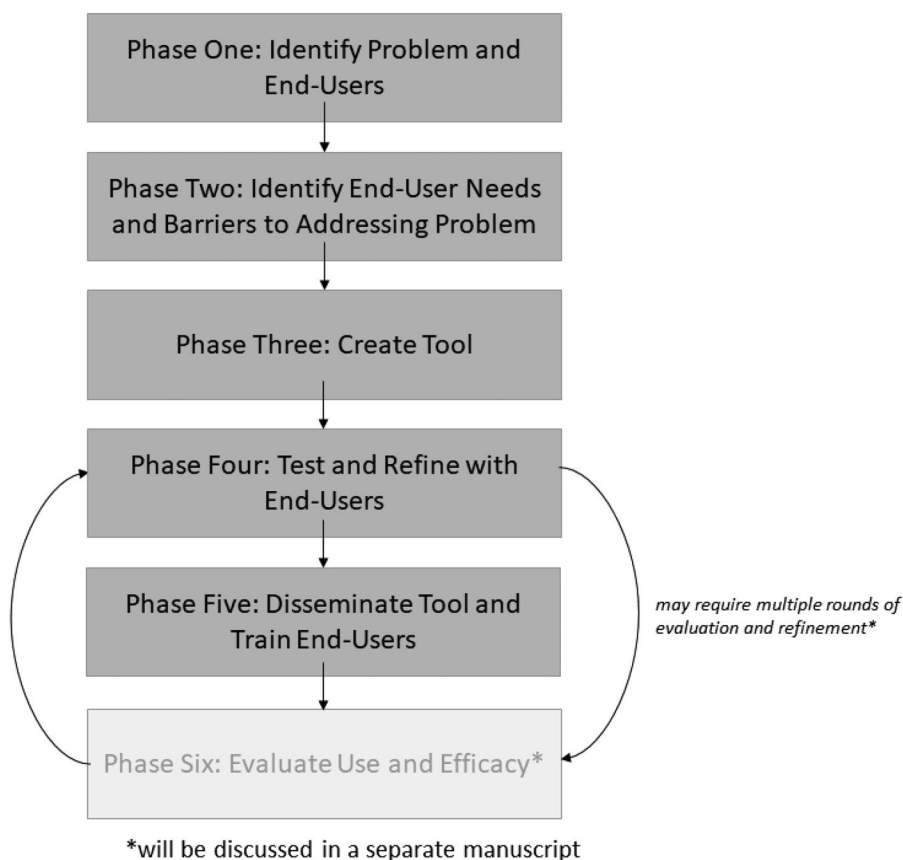 Phase One: Identify Problem and
End-Users
Phase Two: Identify End-User Needs
and Barriers to Addressing Problem
Phase Three: Create Tool
Phase Four: Test and Refine with
End-Users
Phase Five: Disseminate Tool and
Train End-Users
may require multiple rounds of
evaluation and refinement*
Phase Six: Evaluate Use and Efficacy*
*will be discussed in a separate manuscript